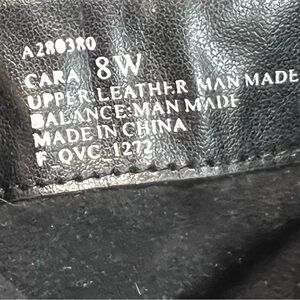 A280380
CARA 8W
UPPER LEATHER MAN MADE
BALANCE MAN MADE
MADE IN CHINA
F QVC 1272